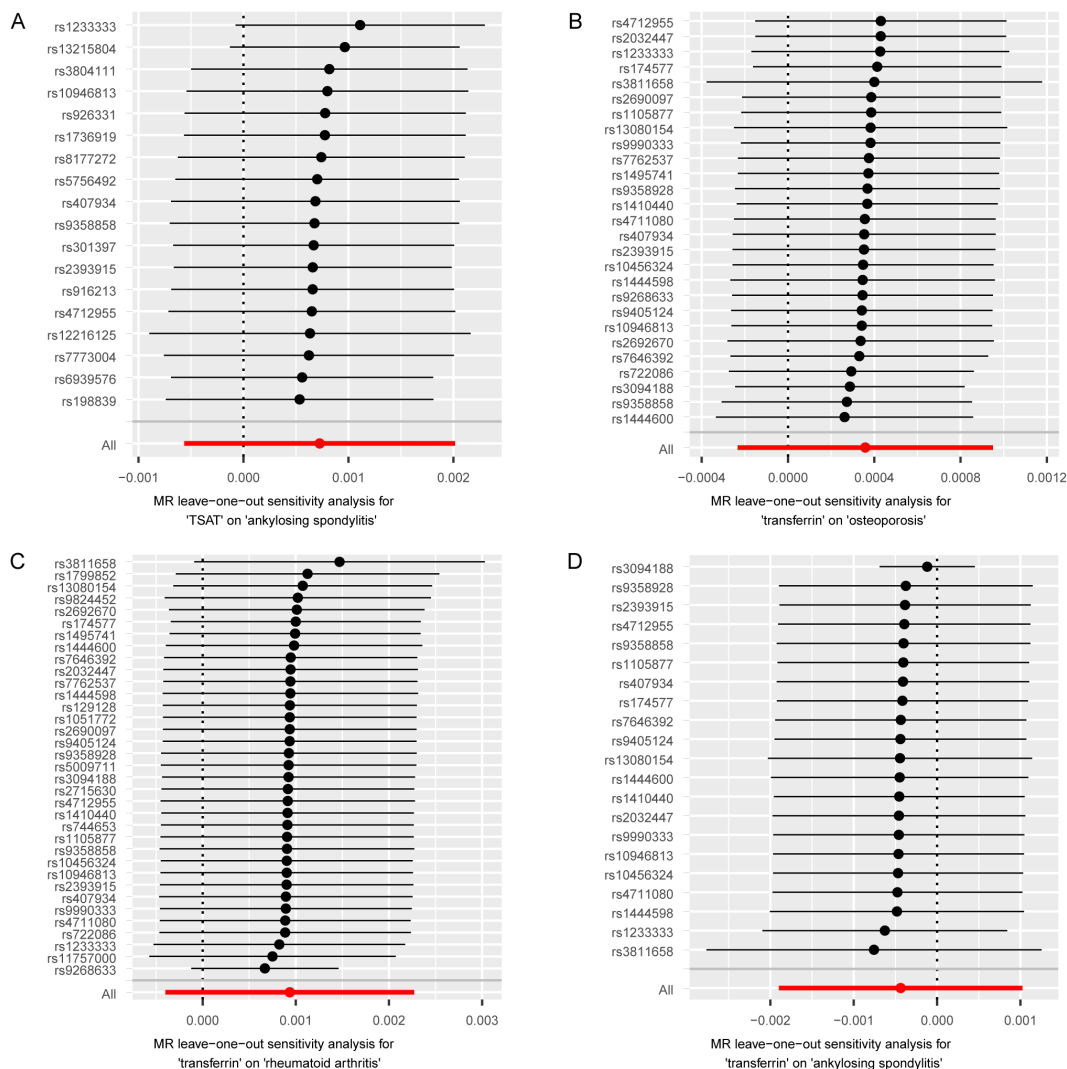 A
rs1233333
rs13215804
rs3804111
rs10946813
rs926331
rs1736919
rs8177272
rs5756492
rs407934
rs9358858
rs301397
rs2393915
rs916213
rs4712955
rs12216125
rs7773004
rs6939576
rs198839
All
−0.001 0.000 0.001 0.002
MR leave−one−out sensitivity analysis for
'TSAT' on 'ankylosing spondylitis'
B
rs4712955
rs2032447
rs1233333
rs174577
rs3811658
rs2690097
rs1105877
rs13080154
rs9990333
rs7762537
rs1495741
rs9358928
rs1410440
rs4711080
rs407934
rs2393915
rs10456324
rs1444598
rs9268633
rs9405124
rs10946813
rs2692670
rs7646392
rs722086
rs3094188
rs9358858
rs1444600
All
−0.0004 0.0000 0.0004 0.0008 0.0012
MR leave−one−out sensitivity analysis for
'transferrin' on 'osteoporosis'
C
rs3811658
rs1799852
rs13080154
rs9824452
rs2692670
rs174577
rs1495741
rs1444600
rs7646392
rs2032447
rs7762537
rs1444598
rs129128
rs1051772
rs2690097
rs9405124
rs9358928
rs5009711
rs3094188
rs2715630
rs4712955
rs1410440
rs744653
rs1105877
rs9358858
rs10456324
rs10946813
rs2393915
rs407934
rs9990333
rs4711080
rs722086
rs1233333
rs11757000
rs9268633
All
0.000 0.001 0.002 0.003
MR leave−one−out sensitivity analysis for
'transferrin' on 'rheumatoid arthritis'
D
rs3094188
rs9358928
rs2393915
rs4712955
rs9358858
rs1105877
rs407934
rs174577
rs7646392
rs9405124
rs13080154
rs1444600
rs1410440
rs2032447
rs9990333
rs10946813
rs10456324
rs4711080
rs1444598
rs1233333
rs3811658
All
−0.002 −0.001 0.000 0.001
MR leave−one−out sensitivity analysis for
'transferrin' on 'ankylosing spondylitis'